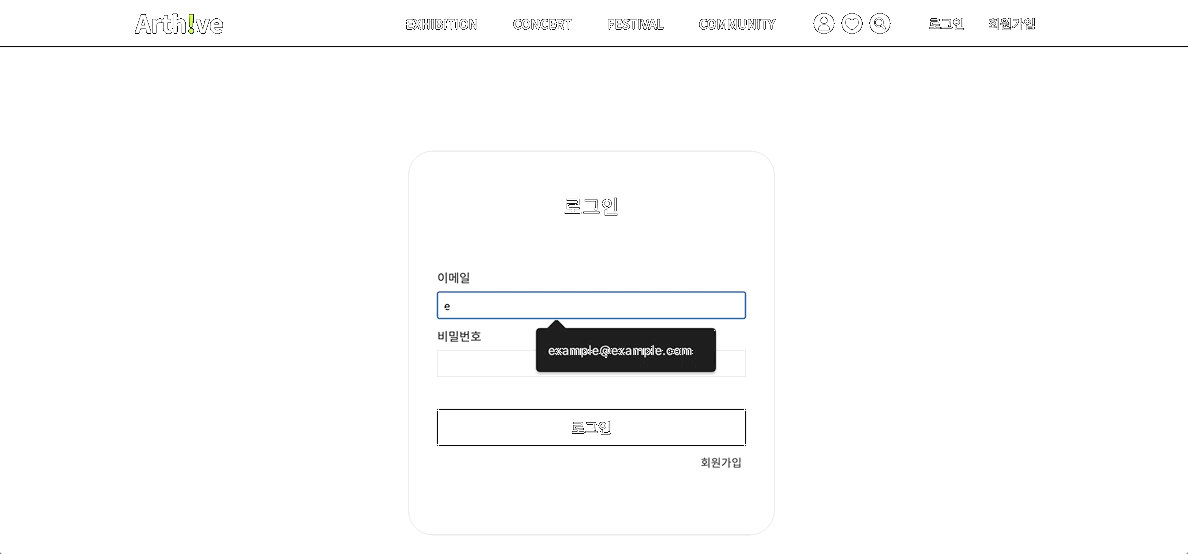 Arth!ve EXHIBITION CONCERT FESTIVAL COMMUNITY 로그인 회원가입
로그인
이메일
e
비밀번호
example@example.com
로그인
회원가입